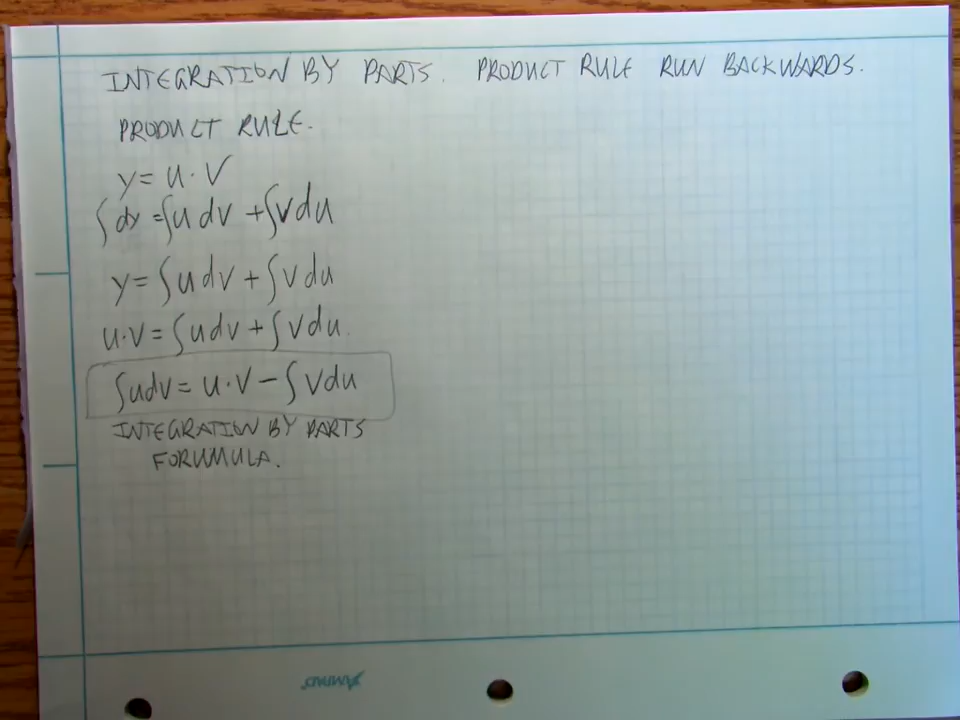 INTEGRATION BY PARTS. PRODUCT RULE RUN BACKWARDS.
PRODUCT RULE.
y = u · v
∫ dy = ∫ u dv + ∫ v du
y = ∫ u dv + ∫ v du
u · v = ∫ u dv + ∫ v du
∫ u dv = u · v − ∫ v du
INTEGRATION BY PARTS
FORUMULA.